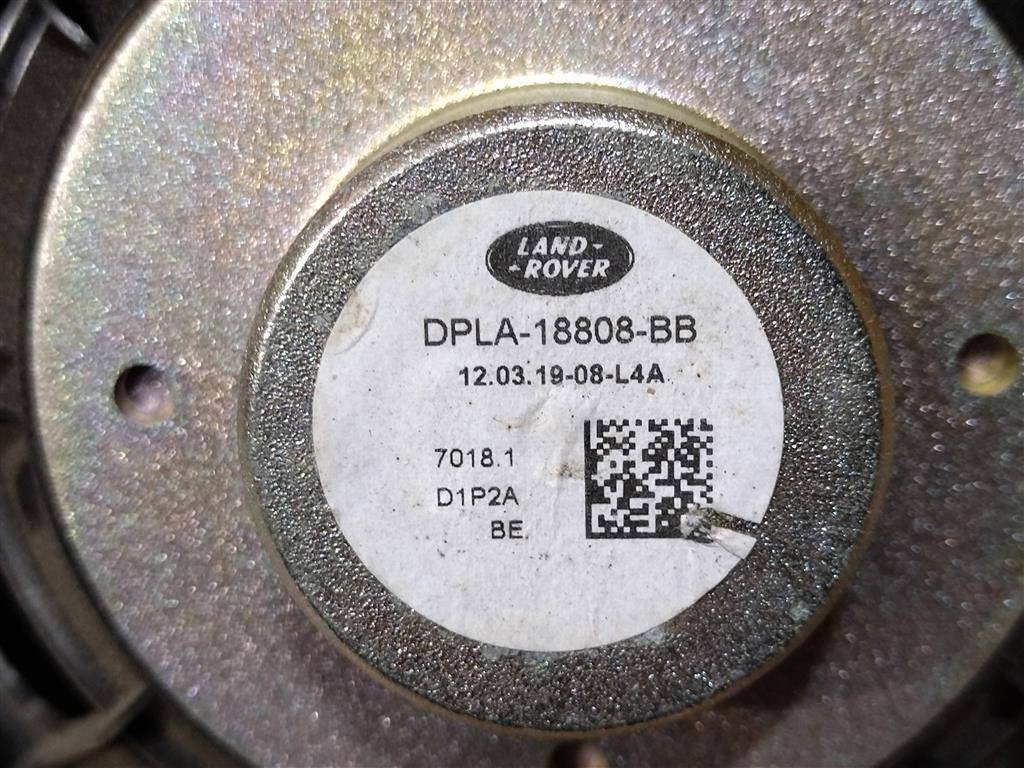 LAND-
-ROVER
DPLA-18808-BB
12.03.19-08-L4A
7018.1
D1P2A
BE